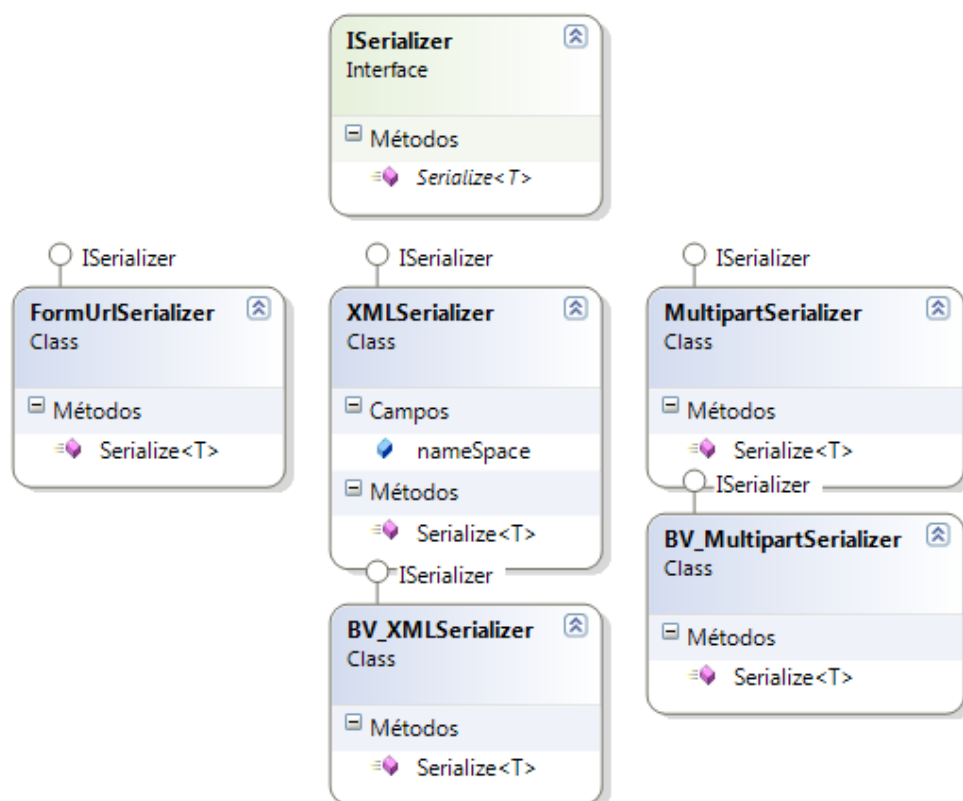 ISerializer
Interface
Métodos
Serialize<T>
ISerializer
FormUrlSerializer
Class
Métodos
Serialize<T>
ISerializer
XMLSerializer
Class
Campos
nameSpace
Métodos
Serialize<T>
ISerializer
MultipartSerializer
Class
Métodos
Serialize<T>
ISerializer
BV_XMLSerializer
Class
Métodos
Serialize<T>
ISerializer
BV_MultipartSerializer
Class
Métodos
Serialize<T>